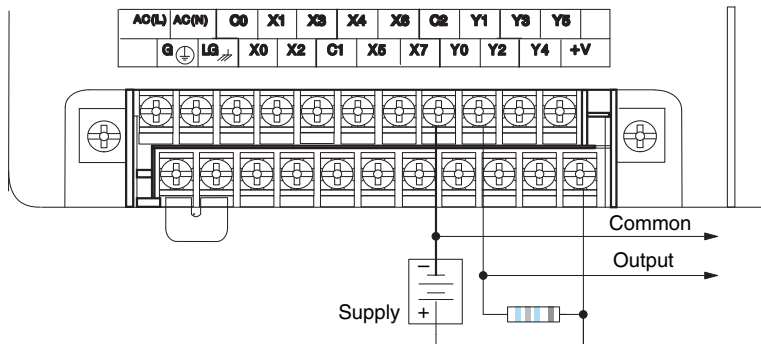 AC(L) AC(N) C0 X1 X3 X4 X6 C2 Y1 Y3 Y5
G LG X0 X2 C1 X5 X7 Y0 Y2 Y4 +V
Common
Output
Supply
−
+